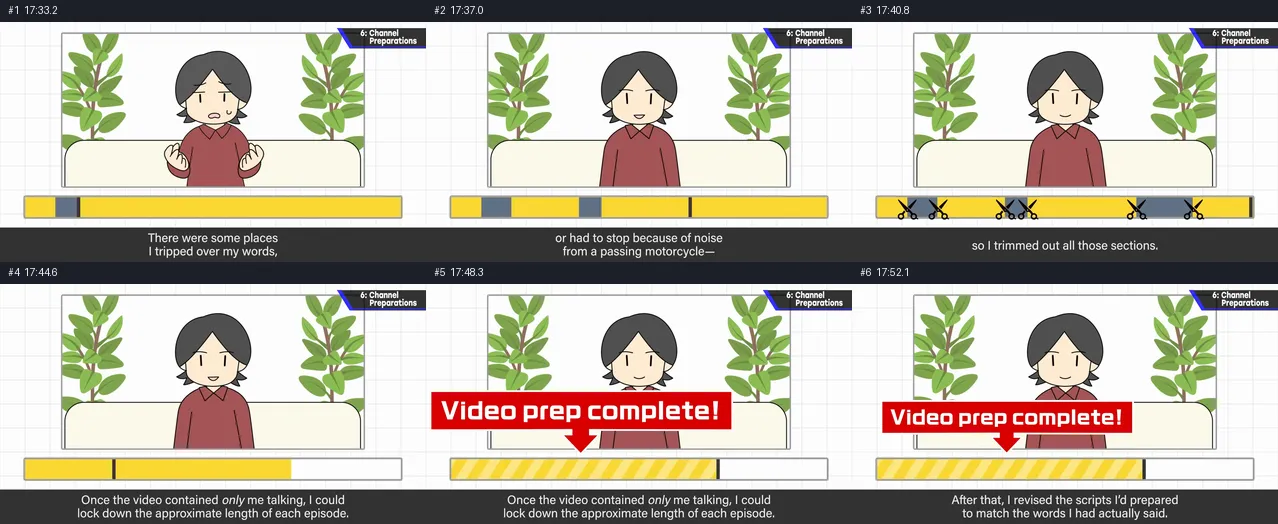 #1 17:33.2
6: Channel
Preparations
There were some places
I tripped over my words,
#2 17:37.0
6: Channel
Preparations
or had to stop because of noise
from a passing motorcycle—
#3 17:40.8
6: Channel
Preparations
so I trimmed out all those sections.
#4 17:44.6
6: Channel
Preparations
Once the video contained only me talking, I could
lock down the approximate length of each episode.
#5 17:48.3
6: Channel
Preparations
Video prep complete!
Once the video contained only me talking, I could
lock down the approximate length of each episode.
#6 17:52.1
6: Channel
Preparations
Video prep complete!
After that, I revised the scripts I'd prepared
to match the words I had actually said.